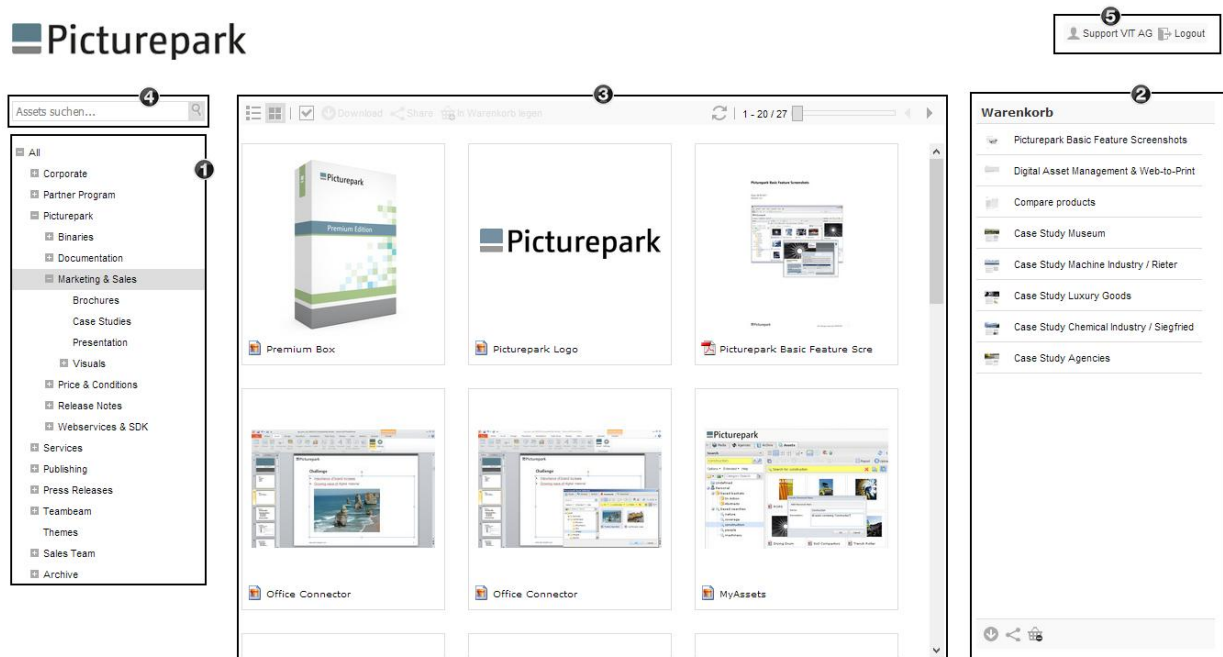 Picturepark
5
Support VIT AG Logout
4
Assets suchen...
1
All
Corporate
Partner Program
Picturepark
Binaries
Documentation
Marketing & Sales
Brochures
Case Studies
Presentation
Visuals
Price & Conditions
Release Notes
Webservices & SDK
Services
Publishing
Press Releases
Teambeam
Themes
Sales Team
Archive
3
Download Share In Warenkorb legen
1 - 20 / 27
Picturepark
Premium Edition
Premium Box
Picturepark
Picturepark Logo
Picturepark Basic Feature Screenshots
Picturepark
Picturepark Basic Feature Scre
Picturepark
Challenge
Office Connector
Picturepark
Challenge
Office Connector
Picturepark
MyAssets
2
Warenkorb
Picturepark Basic Feature Screenshots
Digital Asset Management & Web-to-Print
Compare products
Case Study Museum
Case Study Machine Industry / Rieter
Case Study Luxury Goods
Case Study Chemical Industry / Siegfried
Case Study Agencies